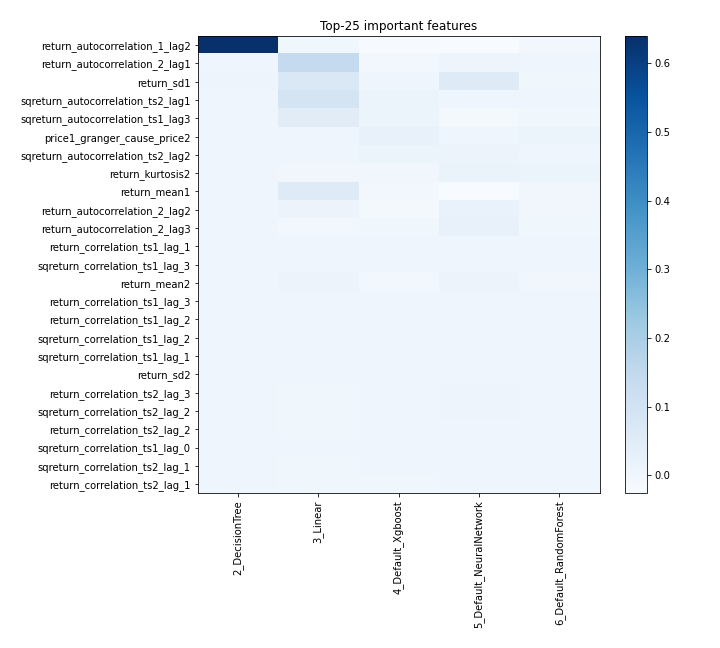 Top-25 important features
return_autocorrelation_1_lag2
return_autocorrelation_2_lag1
return_sd1
sqreturn_autocorrelation_ts2_lag1
sqreturn_autocorrelation_ts1_lag3
price1_granger_cause_price2
sqreturn_autocorrelation_ts2_lag2
return_kurtosis2
return_mean1
return_autocorrelation_2_lag2
return_autocorrelation_2_lag3
return_correlation_ts1_lag_1
sqreturn_correlation_ts1_lag_3
return_mean2
return_correlation_ts1_lag_3
return_correlation_ts1_lag_2
sqreturn_correlation_ts1_lag_2
sqreturn_correlation_ts1_lag_1
return_sd2
return_correlation_ts2_lag_3
sqreturn_correlation_ts2_lag_2
return_correlation_ts2_lag_2
sqreturn_correlation_ts1_lag_0
sqreturn_correlation_ts2_lag_1
return_correlation_ts2_lag_1
2_DecisionTree
3_Linear
4_Default_Xgboost
5_Default_NeuralNetwork
6_Default_RandomForest
0.6
0.5
0.4
0.3
0.2
0.1
0.0